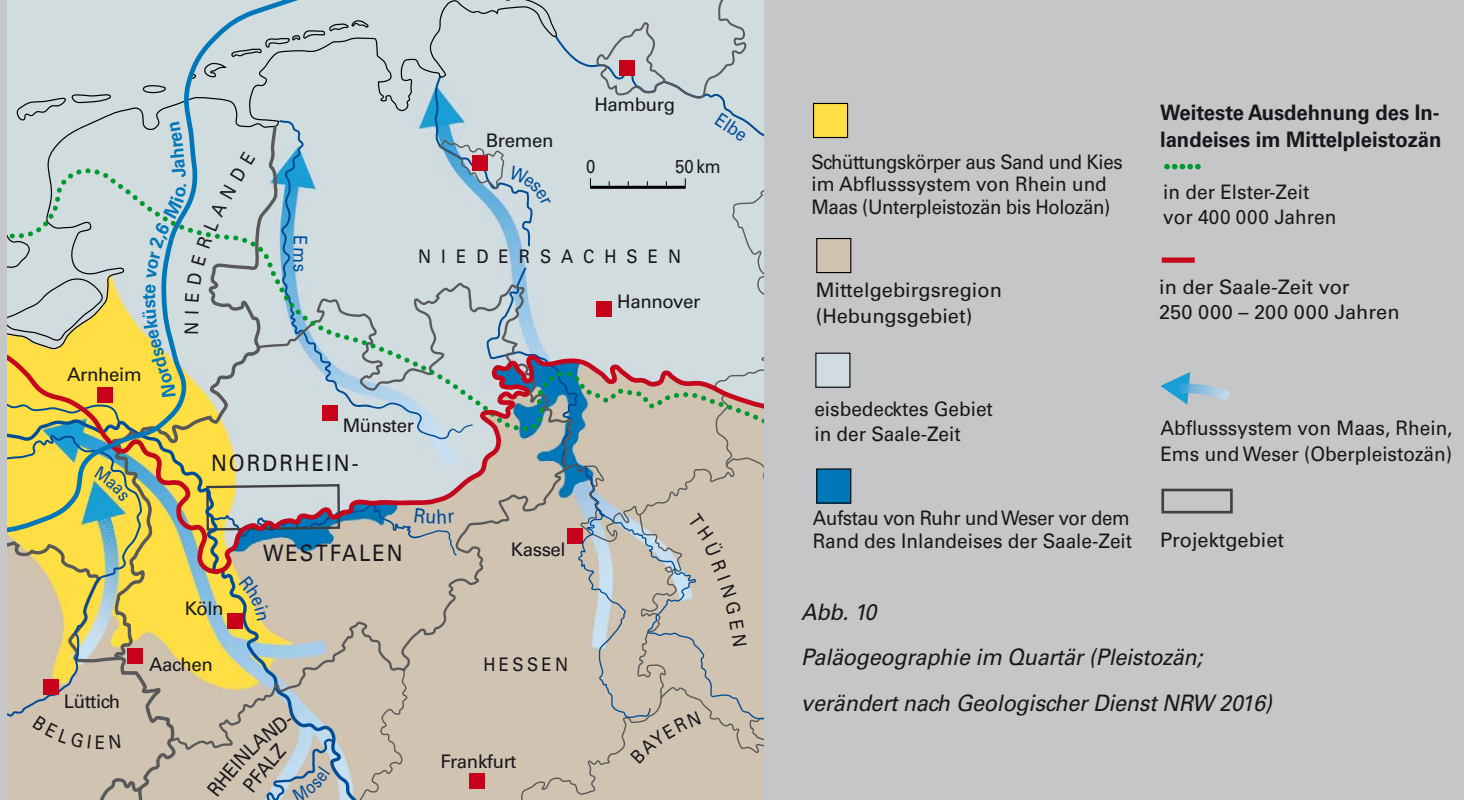 Hamburg
Elbe
Bremen
0 50 km
Weser
Nordseeküste vor 2,6 Mio. Jahren
NIEDERLANDE
Ems
NIEDERSACHSEN
Hannover
Arnheim
Münster
NORDRHEIN-
Maas
Ruhr
WESTFALEN
Kassel
THÜRINGEN
Rhein
Köln
Aachen
HESSEN
Lüttich
BELGIEN
RHEINLAND-
PFALZ
Mosel
Frankfurt
BAYERN
Schüttungskörper aus Sand und Kies
im Abflusssystem von Rhein und
Maas (Unterpleistozän bis Holozän)
Mittelgebirgsregion
(Hebungsgebiet)
eisbedecktes Gebiet
in der Saale-Zeit
Aufstau von Ruhr und Weser vor dem
Rand des Inlandeises der Saale-Zeit
Weiteste Ausdehnung des In-
landeises im Mittelpleistozän
in der Elster-Zeit
vor 400 000 Jahren
in der Saale-Zeit vor
250 000 – 200 000 Jahren
Abflusssystem von Maas, Rhein,
Ems und Weser (Oberpleistozän)
Projektgebiet
Abb. 10
Paläogeographie im Quartär (Pleistozän;
verändert nach Geologischer Dienst NRW 2016)